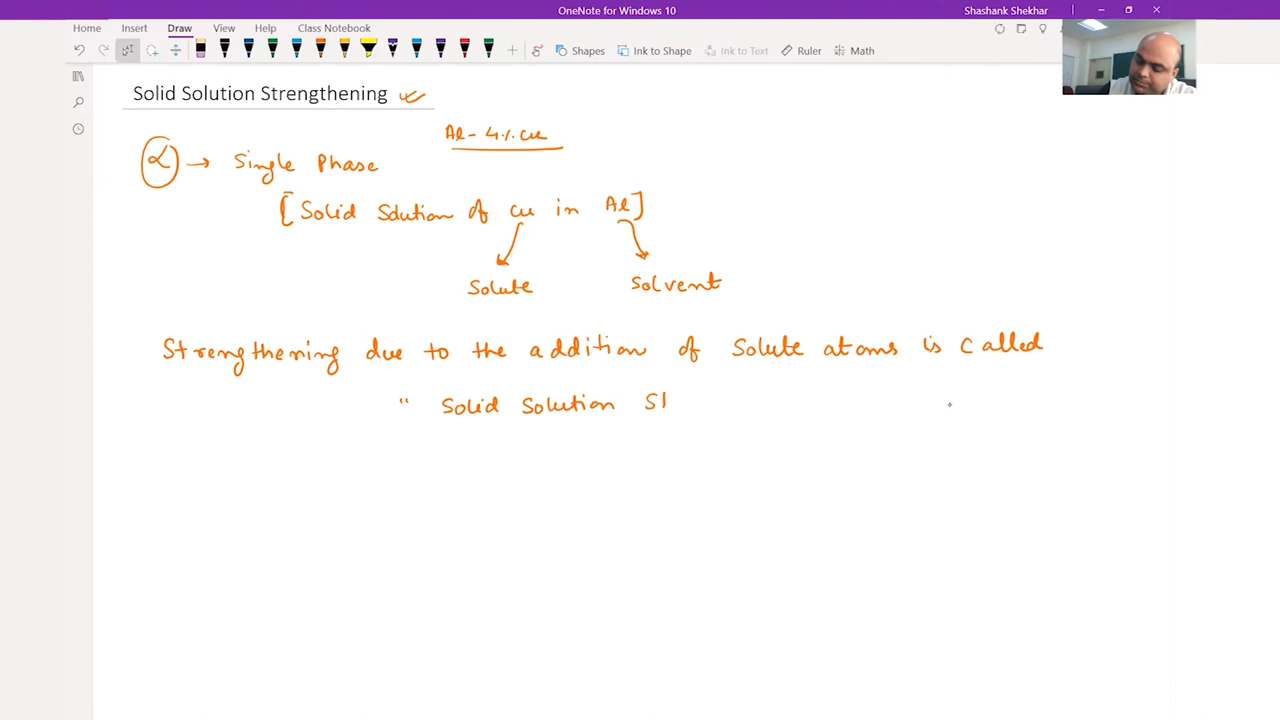 OneNote for Windows 10
Shashank Shekhar
Home Insert Draw View Help Class Notebook
Shapes Ink to Shape Ink to Text Ruler Math
Solid Solution Strengthening
Al - 4% Cu
α → Single Phase
[Solid Solution of Cu in Al]
Solute Solvent
Strengthening due to the addition of Solute atoms is called
" Solid Solution